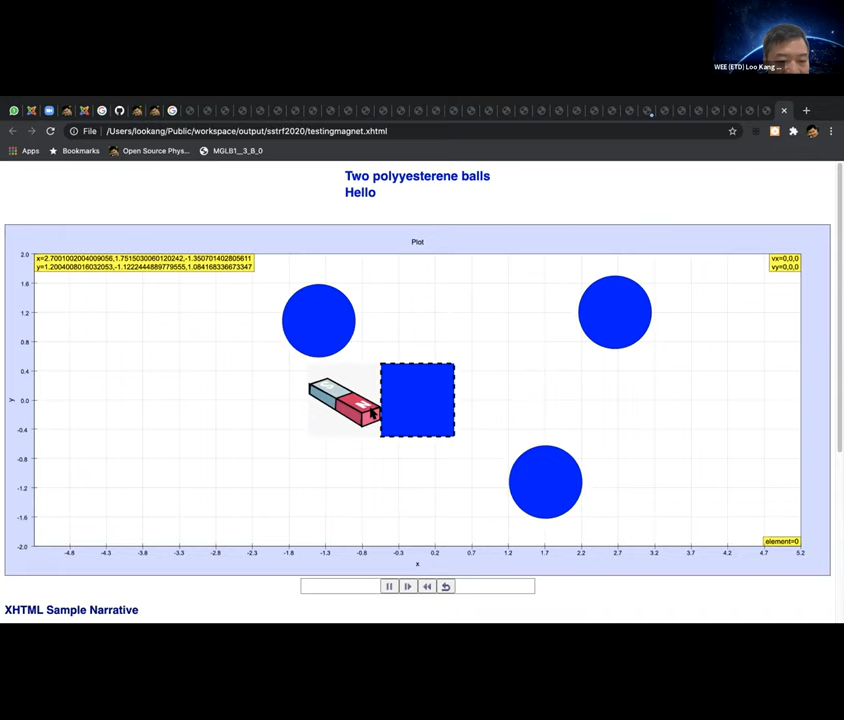 WEE (ETD) Loo Kang ...
File /Users/lookang/Public/workspace/output/sstrf2020/testingmagnet.xhtml
Apps Bookmarks Open Source Phys... MGLB1__3_B_0
Two polyyesterene balls
Hello
Plot
x=2.7001002004009056,1.7515030060120242,-1.350701402805611
y=1.2004008016032053,-1.1222444889779555,1.084168336673347
vx=0,0,0
vy=0,0,0
2.0
1.6
1.2
0.8
0.4
0.0
-0.4
-0.8
-1.2
-1.6
-2.0
y
N
element=0
-4.8 -4.3 -3.8 -3.3 -2.8 -2.3 -1.8 -1.3 -0.8 -0.3 0.2 0.7 1.2 1.7 2.2 2.7 3.2 3.7 4.2 4.7 5.2
x
XHTML Sample Narrative